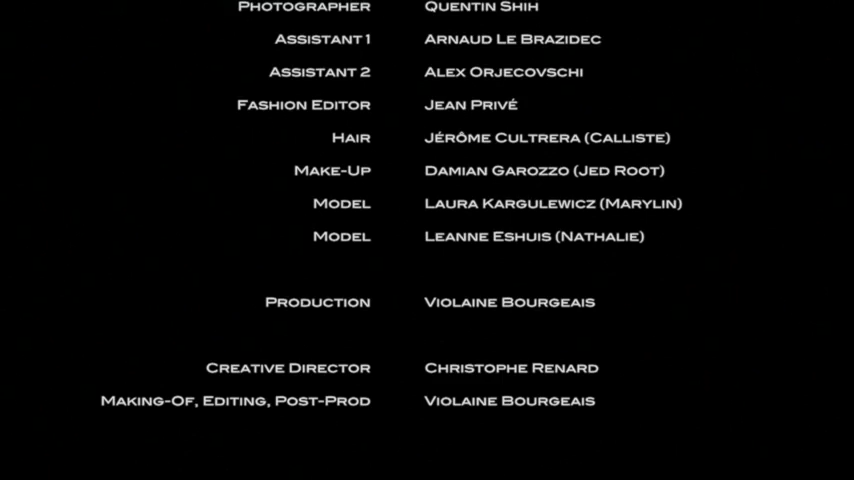 Photographer Quentin Shih
Assistant 1 Arnaud Le Brazidec
Assistant 2 Alex Orjecovschi
Fashion Editor Jean Privé
Hair Jérôme Cultrera (Calliste)
Make-Up Damian Garozzo (Jed Root)
Model Laura Kargulewicz (Marylin)
Model Leanne Eshuis (Nathalie)
Production Violaine Bourgeais
Creative Director Christophe Renard
Making-Of, Editing, Post-Prod Violaine Bourgeais